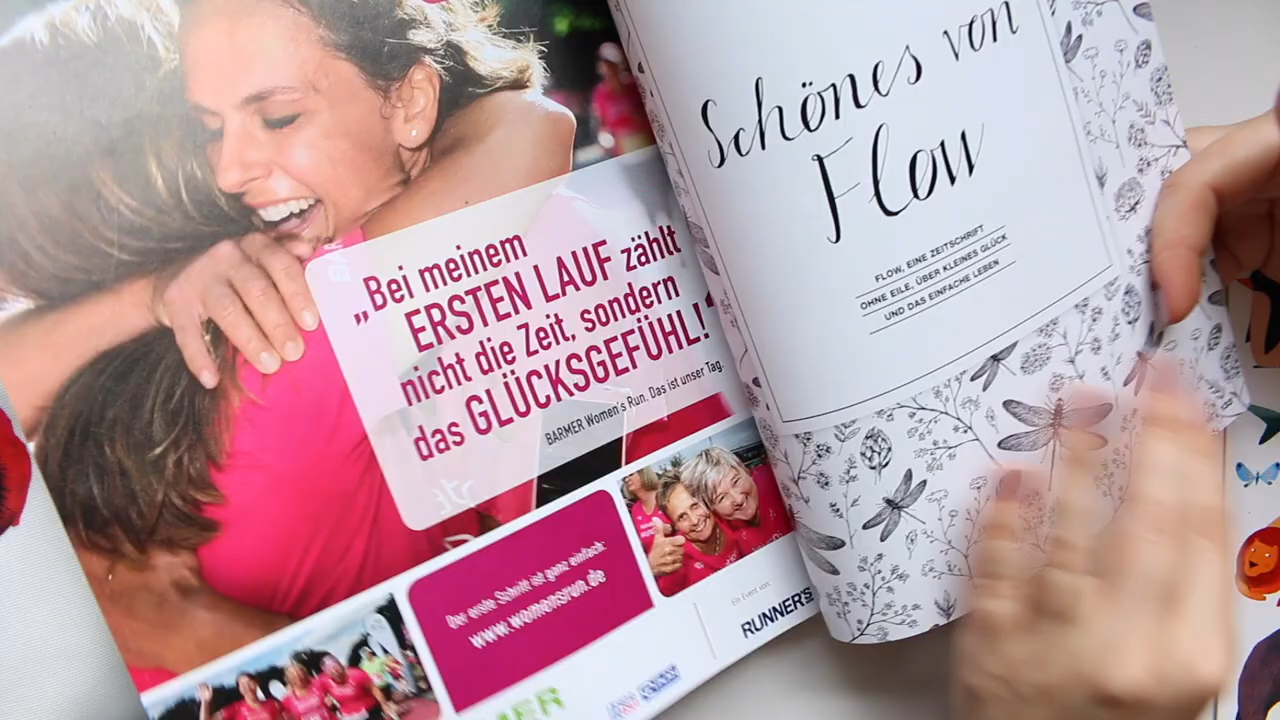 „Bei meinem
ERSTEN LAUF zählt
nicht die Zeit, sondern
das GLÜCKSGEFÜHL!"
BARMER Women's Run. Das ist unser Tag.
Der erste Schritt ist ganz einfach:
www.womensrun.de
Ein Event von:
RUNNER'S
Schönes von
Flow
FLOW, EINE ZEITSCHRIFT
OHNE EILE, ÜBER KLEINES GLÜCK
UND DAS EINFACHE LEBEN